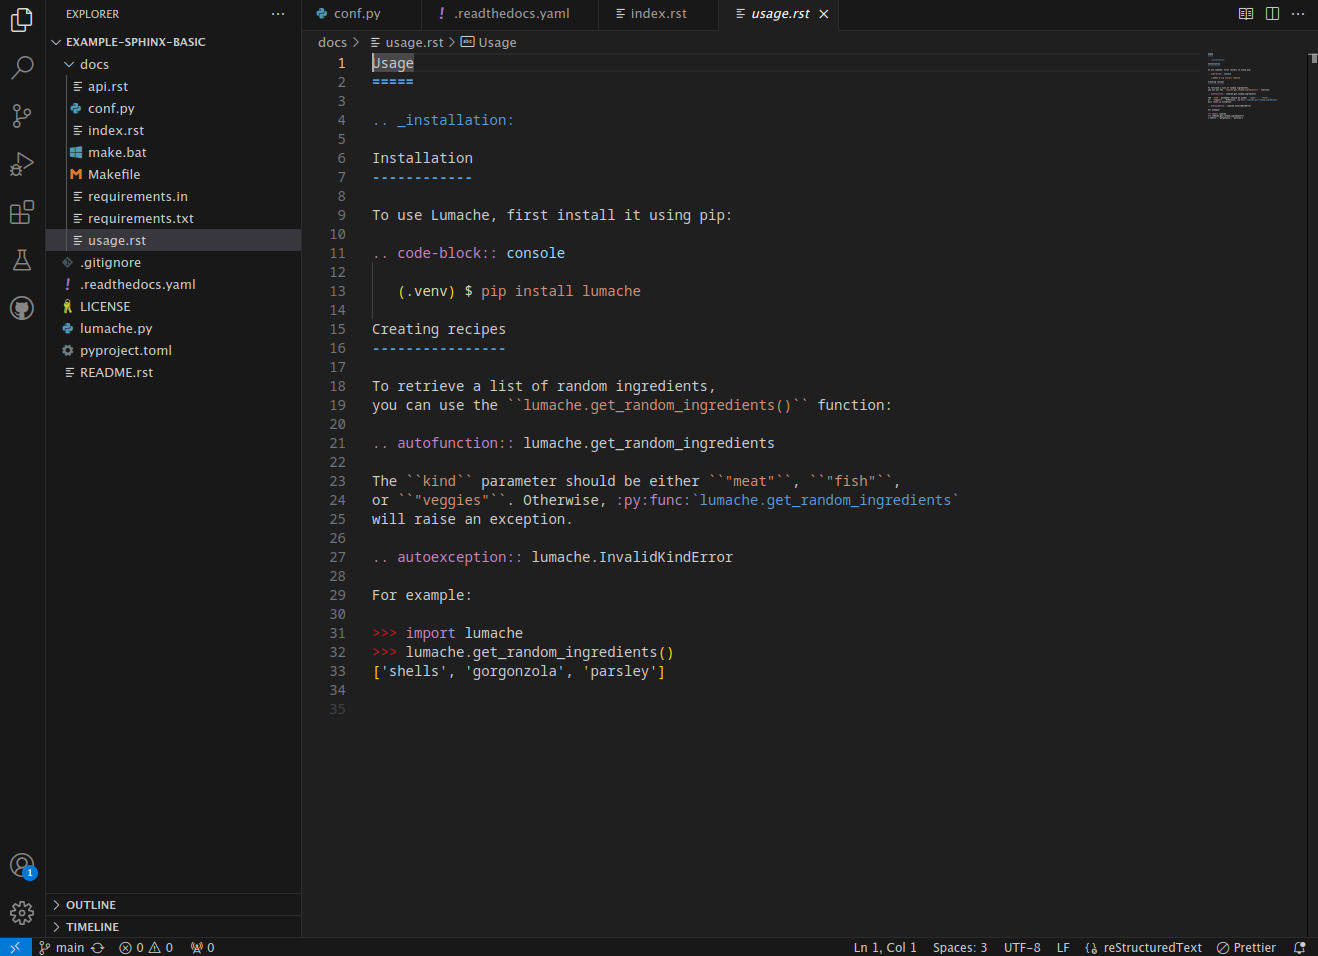 EXPLORER
EXAMPLE-SPHINX-BASIC
docs
api.rst
conf.py
index.rst
make.bat
Makefile
requirements.in
requirements.txt
usage.rst
.gitignore
.readthedocs.yaml
LICENSE
lumache.py
pyproject.toml
README.rst
OUTLINE
TIMELINE
conf.py
.readthedocs.yaml
index.rst
usage.rst
docs > usage.rst > Usage
1 Usage
2 =====
3
4 .. _installation:
5
6 Installation
7 ------------
8
9 To use Lumache, first install it using pip:
10
11 .. code-block:: console
12
13 (.venv) $ pip install lumache
14
15 Creating recipes
16 ----------------
17
18 To retrieve a list of random ingredients,
19 you can use the ``lumache.get_random_ingredients()`` function:
20
21 .. autofunction:: lumache.get_random_ingredients
22
23 The ``kind`` parameter should be either ``"meat"``, ``"fish"``,
24 or ``"veggies"``. Otherwise, :py:func:`lumache.get_random_ingredients`
25 will raise an exception.
26
27 .. autoexception:: lumache.InvalidKindError
28
29 For example:
30
31 >>> import lumache
32 >>> lumache.get_random_ingredients()
33 ['shells', 'gorgonzola', 'parsley']
34
35
1
main 0 0 0 Ln 1, Col 1 Spaces: 3 UTF-8 LF reStructuredText Prettier